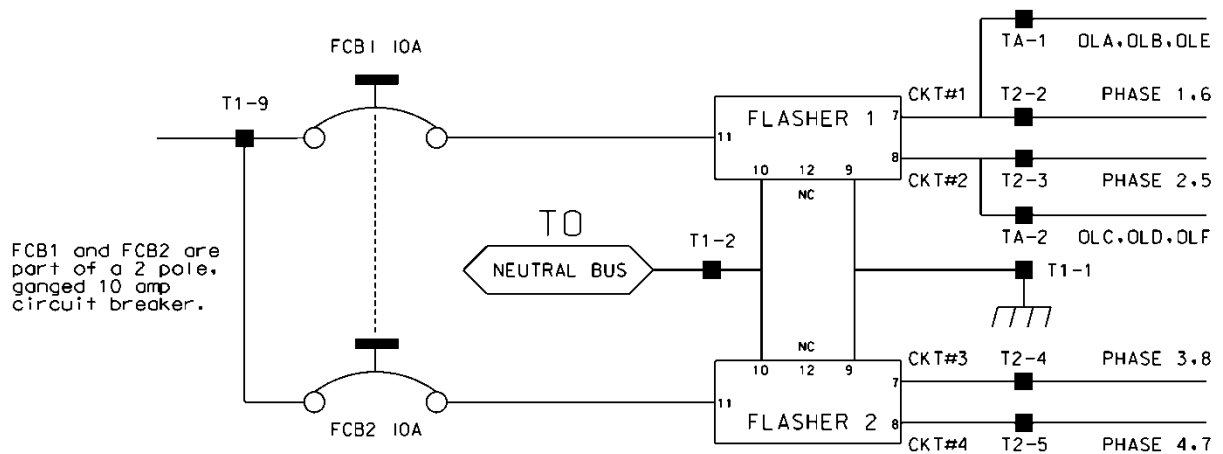 FCB1 10A
T1-9
FCB1 and FCB2 are
part of a 2 pole,
ganged 10 amp
circuit breaker.
FCB2 10A
TO
NEUTRAL BUS
T1-2
11
FLASHER 1
7
8
10 12 9
NC
CKT#1
CKT#2
TA-1 OLA,OLB,OLE
T2-2 PHASE 1,6
T2-3 PHASE 2,5
TA-2 OLC,OLD,OLF
T1-1
NC
10 12 9
11
FLASHER 2
7
8
CKT#3 T2-4 PHASE 3,8
CKT#4 T2-5 PHASE 4,7